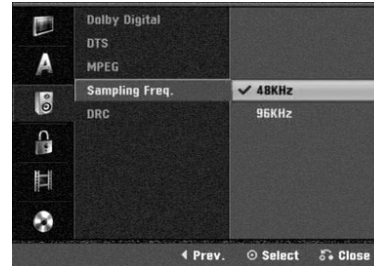 Dolby Digital
DTS
MPEG
Sampling Freq.
✓ 48KHz
DRC
96KHz
Prev.
Select
Close